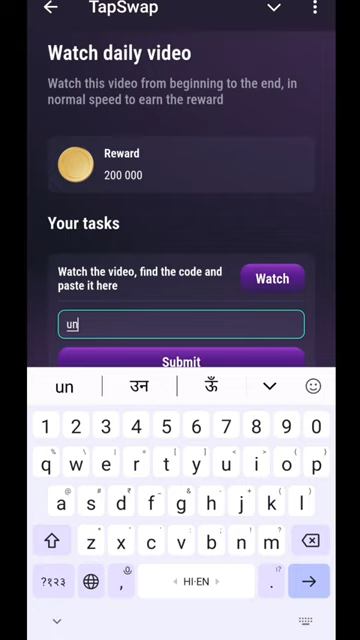 TapSwap
Watch daily video
Watch this video from beginning to the end, in
normal speed to earn the reward
Reward
200 000
Your tasks
Watch the video, find the code and
paste it here
Watch
un
Submit
un उन ऊँ
1 2 3 4 5 6 7 8 9 0
q w e r t y u i o p
% \ | = [ ] < > { }
a s d f g h j k l
@ # ₹ _ & - + ( )
z x c v b n m
* " ' : ; ! ?
?१२३ , HI·EN .